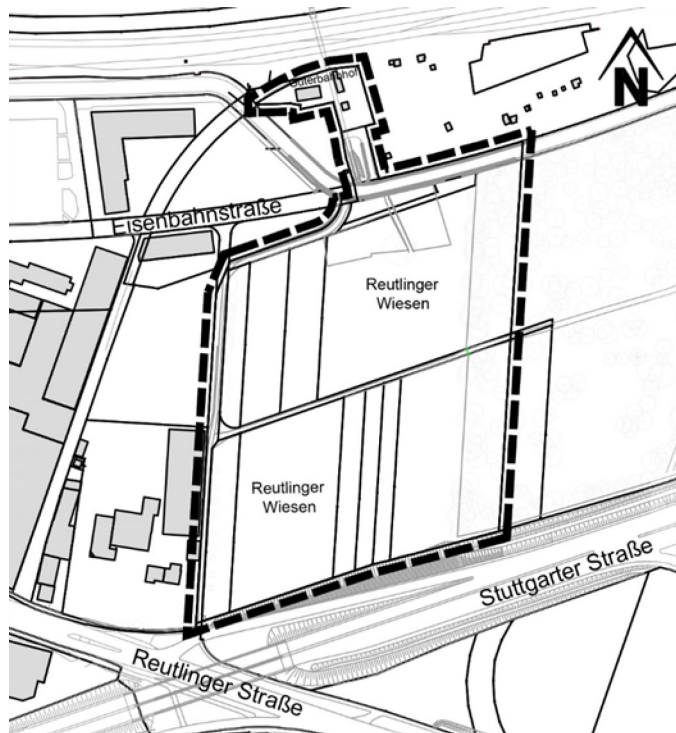 Güterbahnhof
N
Eisenbahnstraße
Reutlinger
Wiesen
Reutlinger
Wiesen
Stuttgarter Straße
Reutlinger Straße